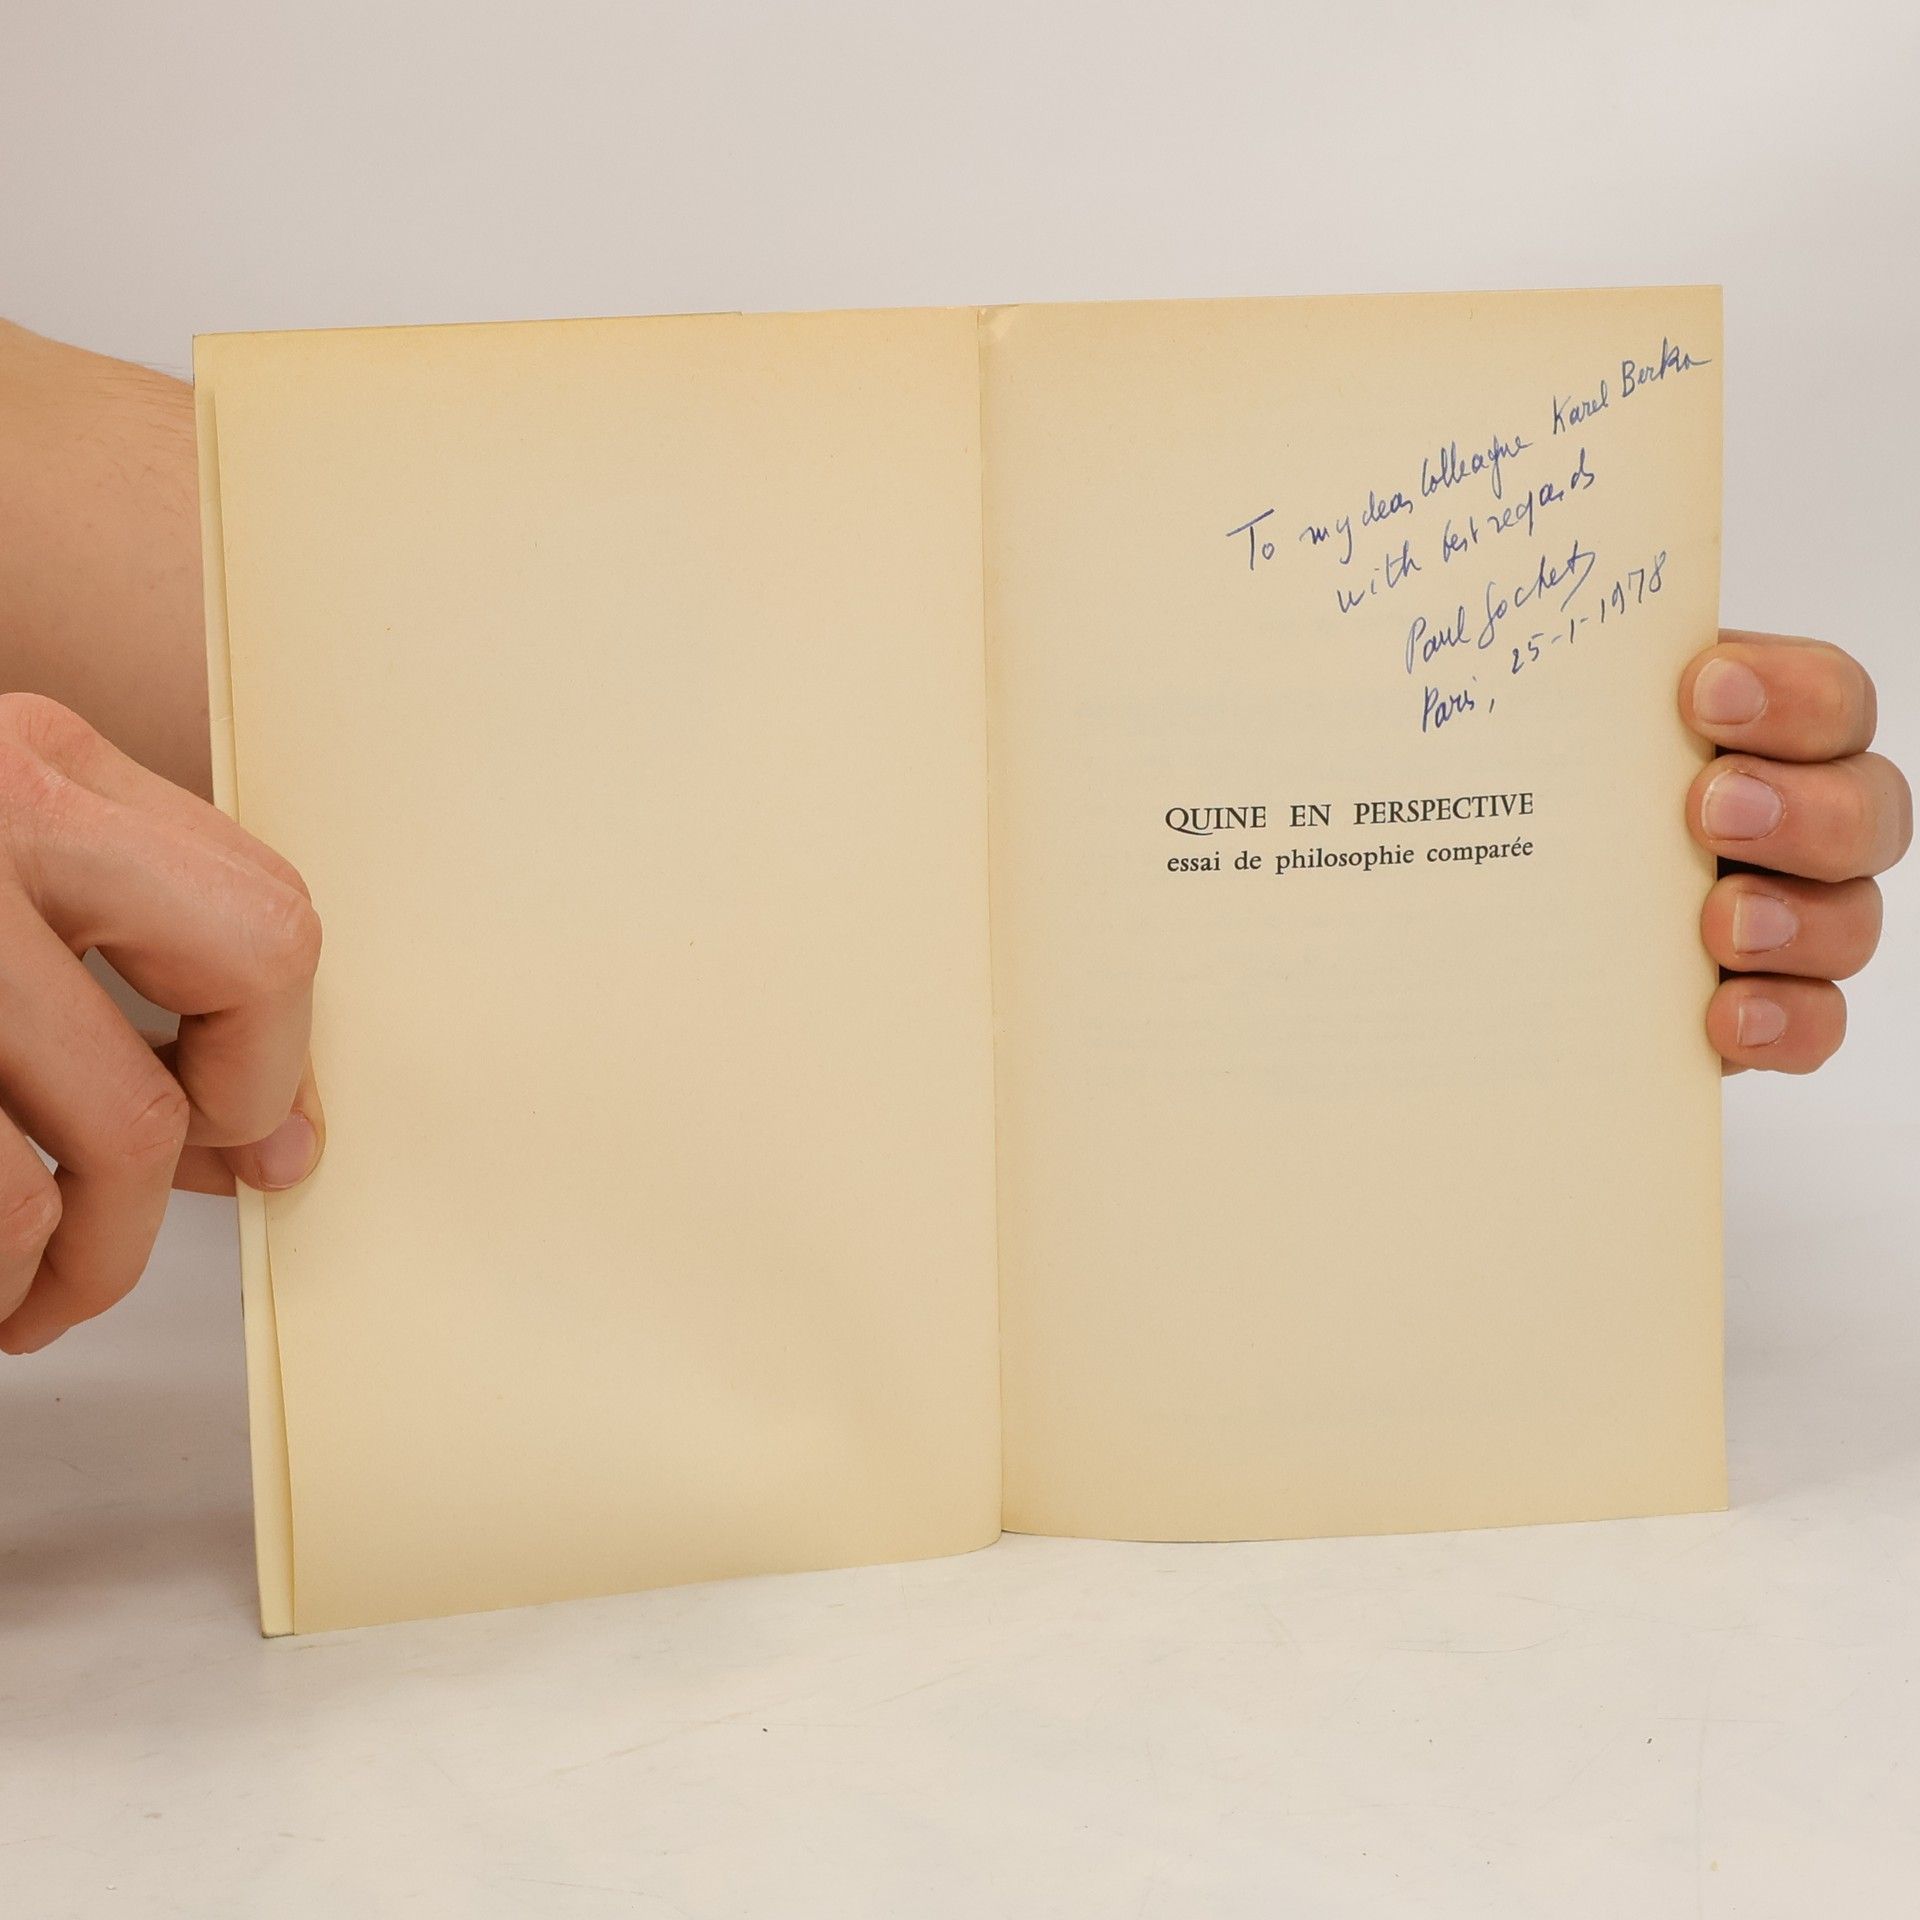 To my dear Colleague Karel Berka
with best regards
Paul Gochet
Paris, 25-1-1978
QUINE EN PERSPECTIVE
essai de philosophie comparée